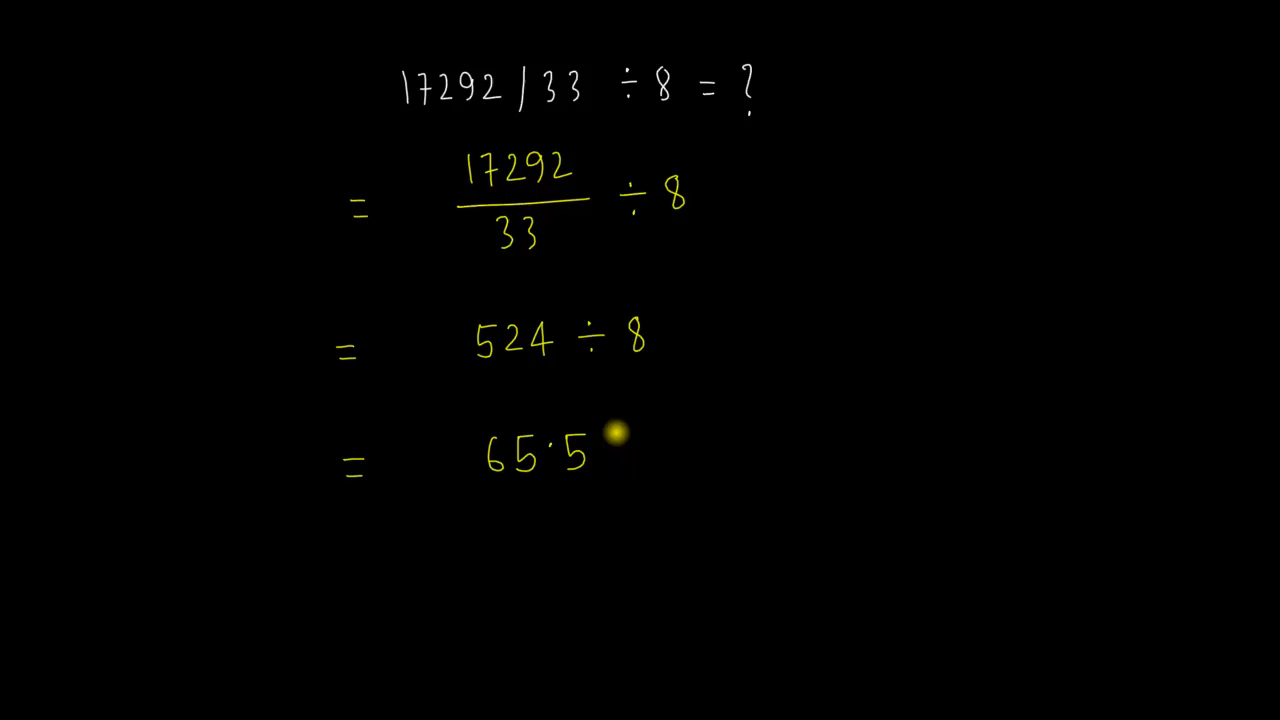 17292/33 ÷ 8 = ?
= 17292/33 ÷ 8
= 524 ÷ 8
= 65.5